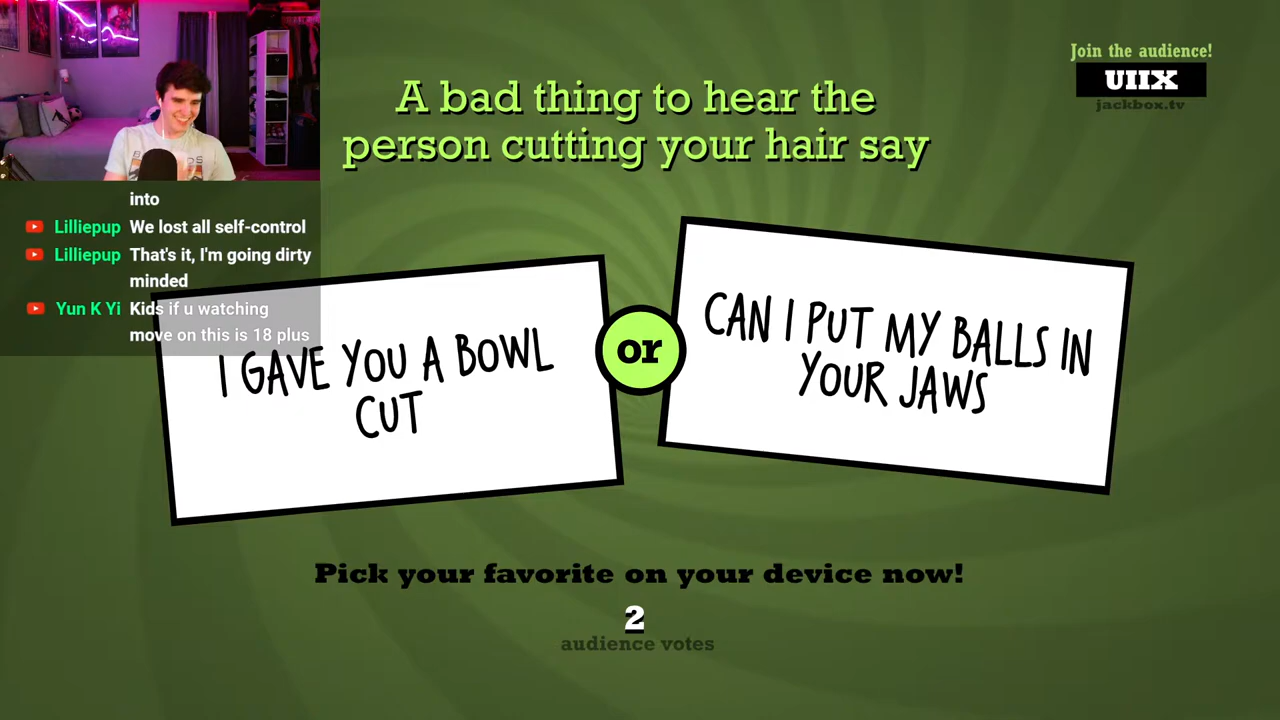 Join the audience!
UIIX
jackbox.tv
A bad thing to hear the
person cutting your hair say
into
Lilliepup We lost all self-control
Lilliepup That's it, I'm going dirty
minded
Yun K Yi Kids if u watching
move on this is 18 plus
I GAVE YOU A BOWL
CUT
or
CAN I PUT MY BALLS IN
YOUR JAWS
Pick your favorite on your device now!
2
audience votes